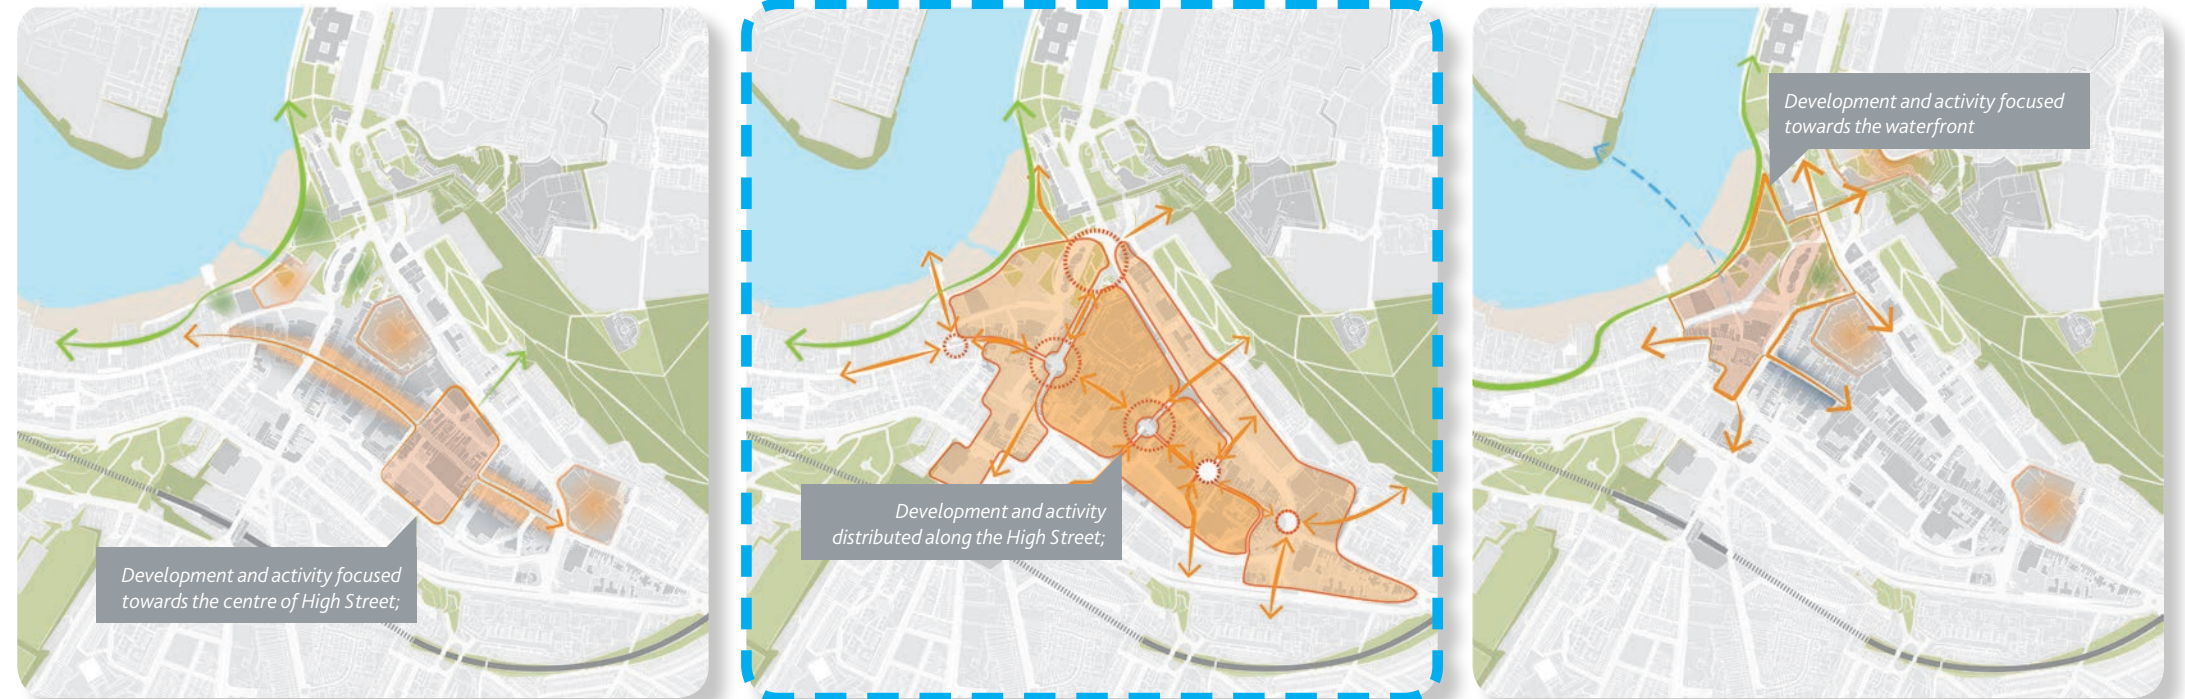 Development and activity focused
towards the centre of High Street;
Development and activity
distributed along the High Street;
Development and activity focused
towards the waterfront